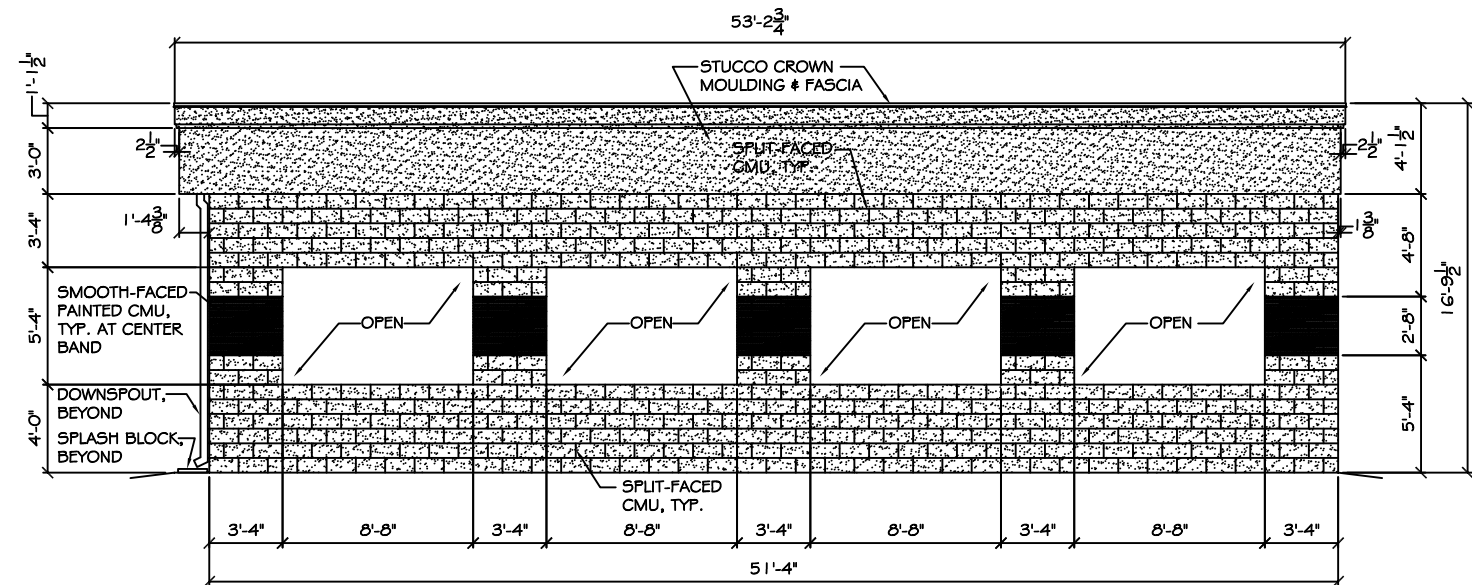 53'-2 3/4"
1'-1 1/2"
STUCCO CROWN
MOULDING & FASCIA
3'-0"
2 1/2"
SPLIT-FACED
CMU, TYP.
2 1/2"
4'-1 1/2"
3'-4"
1'-4 3/8"
1 3/8"
4'-8"
16'-9 1/2"
SMOOTH-FACED
PAINTED CMU,
TYP. AT CENTER
BAND
5'-4"
OPEN
OPEN
OPEN
OPEN
2'-8"
DOWNSPOUT,
BEYOND
SPLASH BLOCK,
BEYOND
4'-0"
5'-4"
SPLIT-FACED
CMU, TYP.
3'-4" 8'-8" 3'-4" 8'-8" 3'-4" 8'-8" 3'-4" 8'-8" 3'-4"
51'-4"